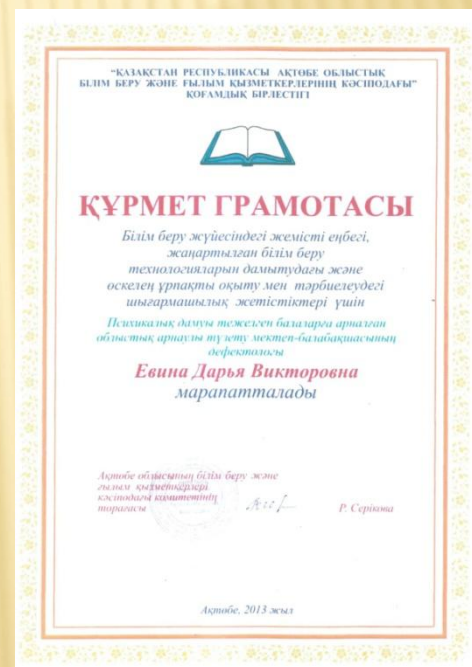 "ҚАЗАҚСТАН РЕСПУБЛИКАСЫ АҚТӨБЕ ОБЛЫСТЫҚ
БІЛІМ БЕРУ ЖӘНЕ ҒЫЛЫМ ҚЫЗМЕТКЕРЛЕРІНІҢ КӘСІПОДАҒЫ"
ҚОҒАМДЫҚ БІРЛЕСТІГІ
ҚҰРМЕТ ГРАМОТАСЫ
Білім беру жүйесіндегі жемісті еңбегі,
жаңартылған білім беру
технологияларын дамытудағы және
өскелең ұрпақты оқыту мен тәрбиелеудегі
шығармашылық жетістіктері үшін
Психикалық дамуы тежелген балаларға арналған
облыстық арнаулы түзету мектеп-балабақшасының
дефектологы
Евина Дарья Викторовна
марапатталады
Ақтөбе облысының білім беру және
ғылым қызметкерлері
кәсіподағы комитетінің
төрағасы
Р. Серікова
Ақтөбе, 2013 жыл